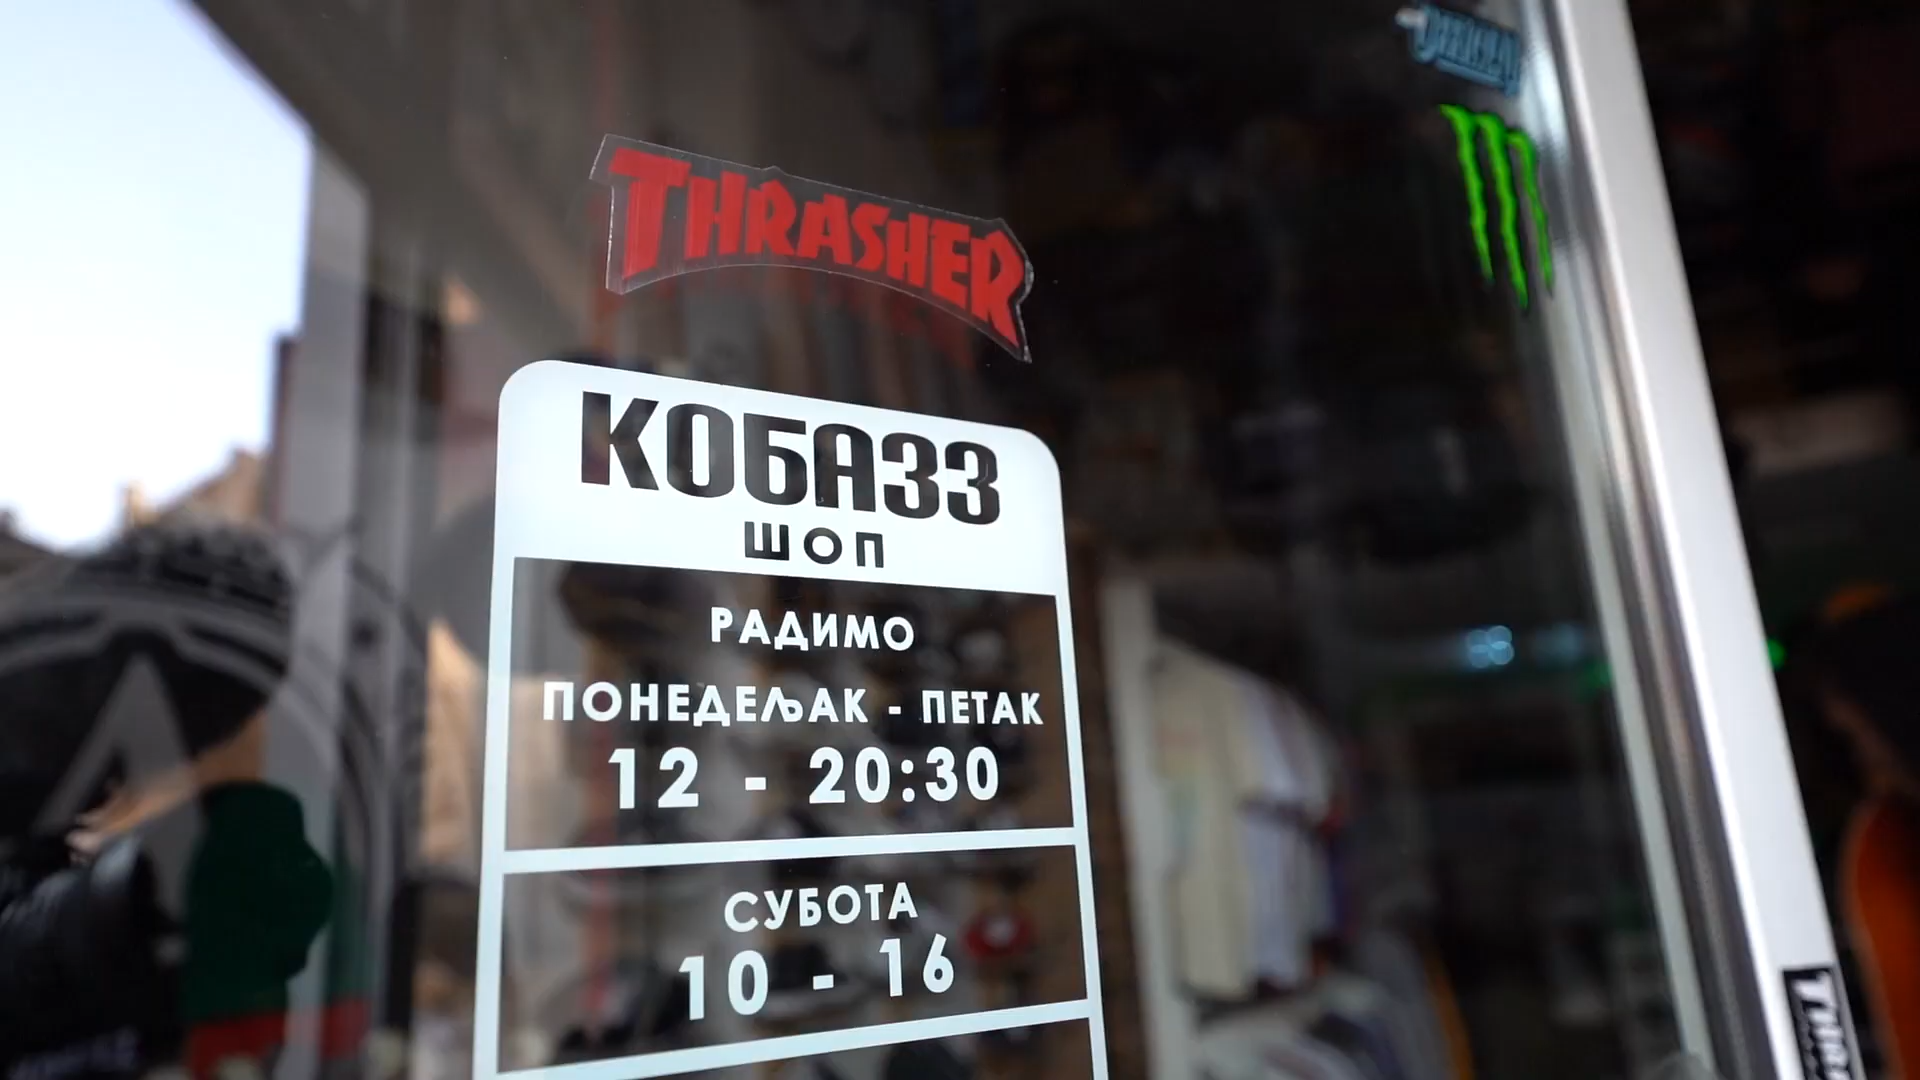 THRASHER
КОБАЗЗ
ШОП
РАДИМО
ПОНЕДЕЉАК - ПЕТАК
12 - 20:30
СУБОТА
10 - 16